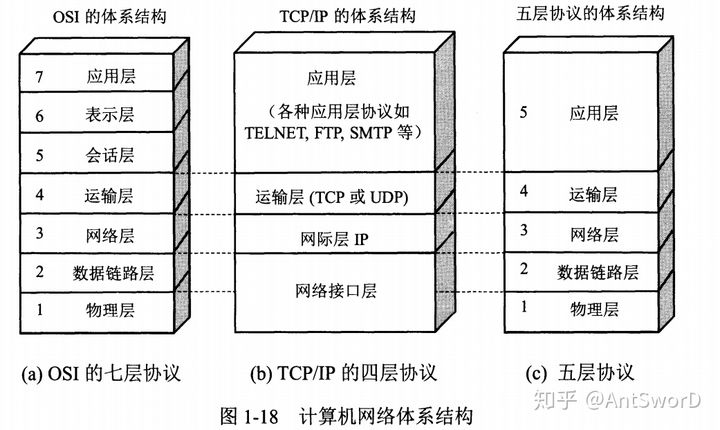 OSI 的体系结构
TCP/IP 的体系结构
五层协议的体系结构
7 应用层
6 表示层
5 会话层
4 运输层
3 网络层
2 数据链路层
1 物理层
应用层
(各种应用层协议如
TELNET, FTP, SMTP 等)
运输层 (TCP 或 UDP)
网际层 IP
网络接口层
5 应用层
4 运输层
3 网络层
2 数据链路层
1 物理层
(a) OSI 的七层协议
(b) TCP/IP 的四层协议
(c) 五层协议
图 1-18 计算机网络体系结构
知乎 @AntSworD